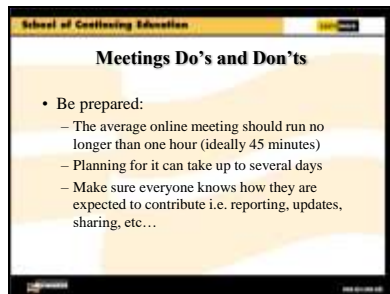 School of Continuing Education
Meetings Do's and Don'ts
• Be prepared:
– The average online meeting should run no
longer than one hour (ideally 45 minutes)
– Planning for it can take up to several days
– Make sure everyone knows how they are
expected to contribute i.e. reporting, updates,
sharing, etc…